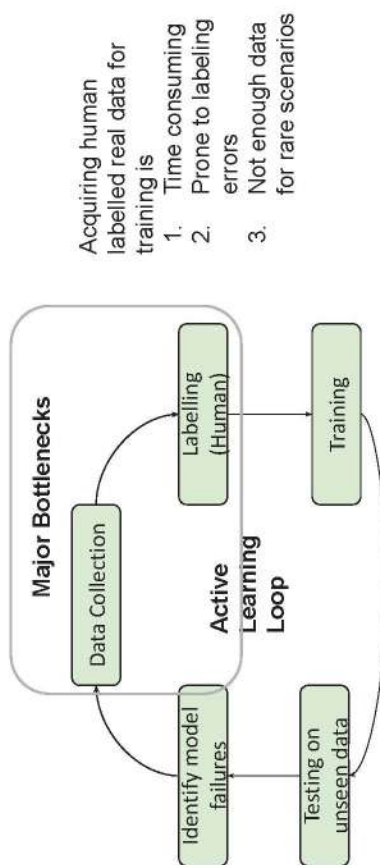 Major Bottlenecks
Data Collection
Labelling
(Human)
Training
Testing on
unseen data
Identify model
failures
Active
Learning
Loop
Acquiring human
labelled real data for
training is
1. Time consuming
2. Prone to labeling
errors
3. Not enough data
for rare scenarios